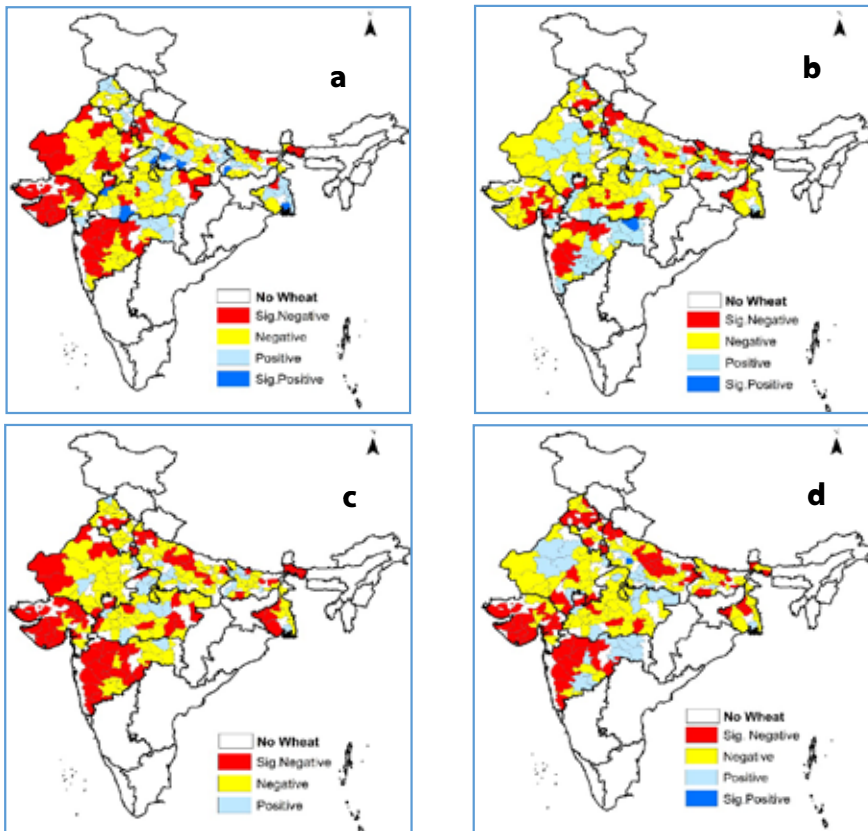 a
No Wheat
Sig.Negative
Negative
Positive
Sig.Positive
b
No Wheat
Sig.Negative
Negative
Positive
Sig.Positive
c
No Wheat
Sig.Negative
Negative
Positive
d
No Wheat
Sig. Negative
Negative
Positive
Sig.Positive